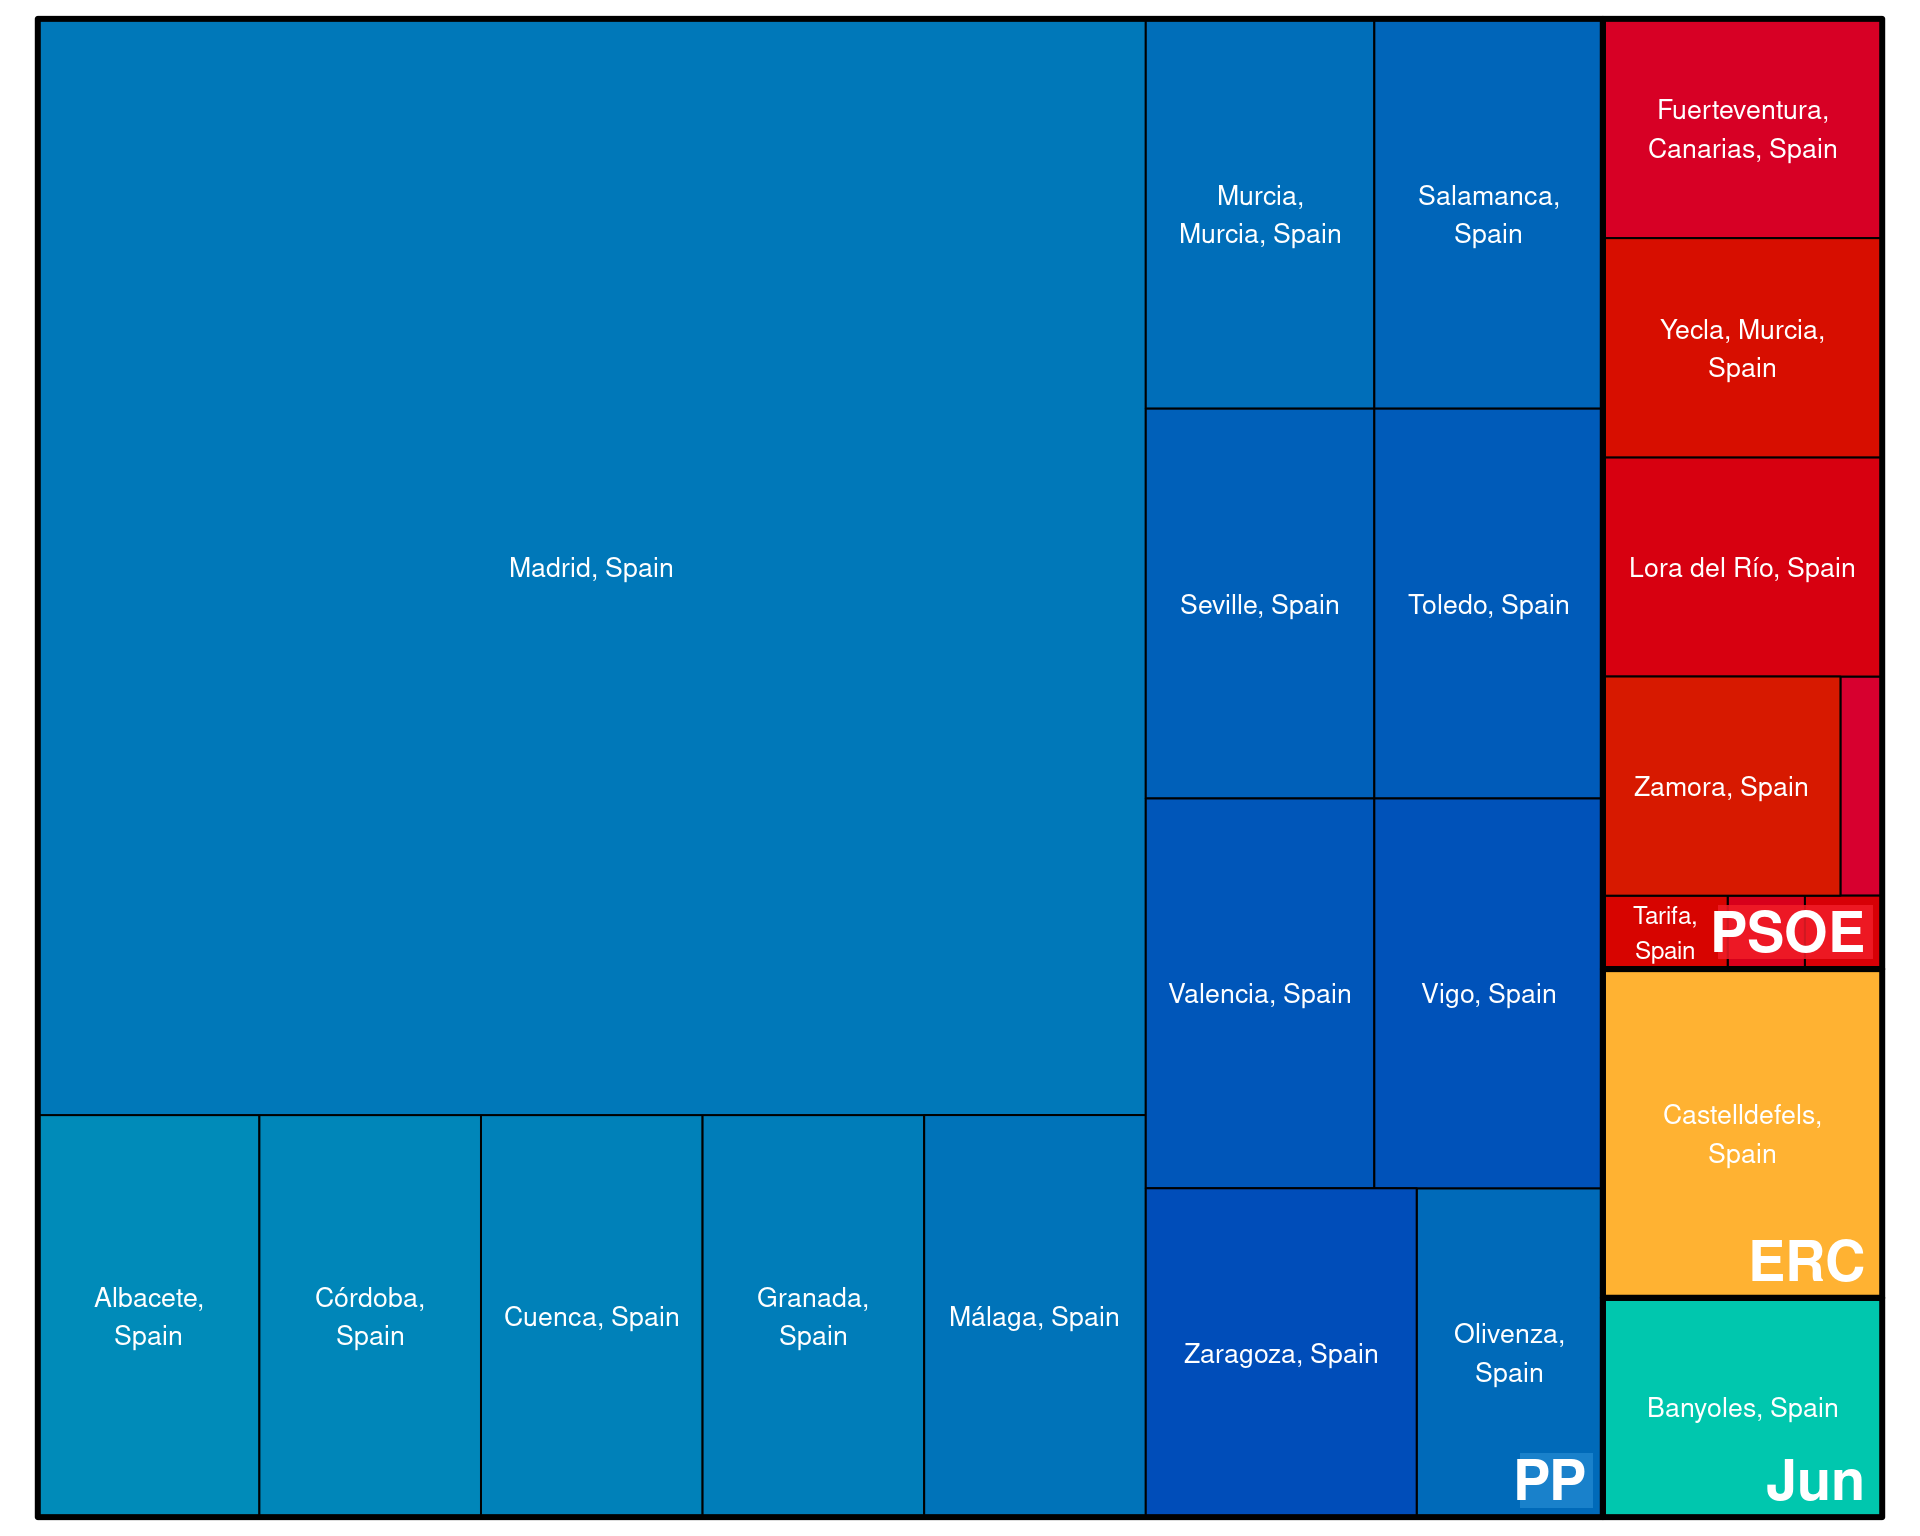 Madrid, Spain
Albacete,
Spain
Córdoba,
Spain
Cuenca, Spain
Granada,
Spain
Málaga, Spain
Murcia,
Murcia, Spain
Salamanca,
Spain
Seville, Spain
Toledo, Spain
Valencia, Spain
Vigo, Spain
Zaragoza, Spain
Olivenza,
Spain
PP
Fuerteventura,
Canarias, Spain
Yecla, Murcia,
Spain
Lora del Río, Spain
Zamora, Spain
Tarifa,
Spain
PSOE
Castelldefels,
Spain
ERC
Banyoles, Spain
Jun